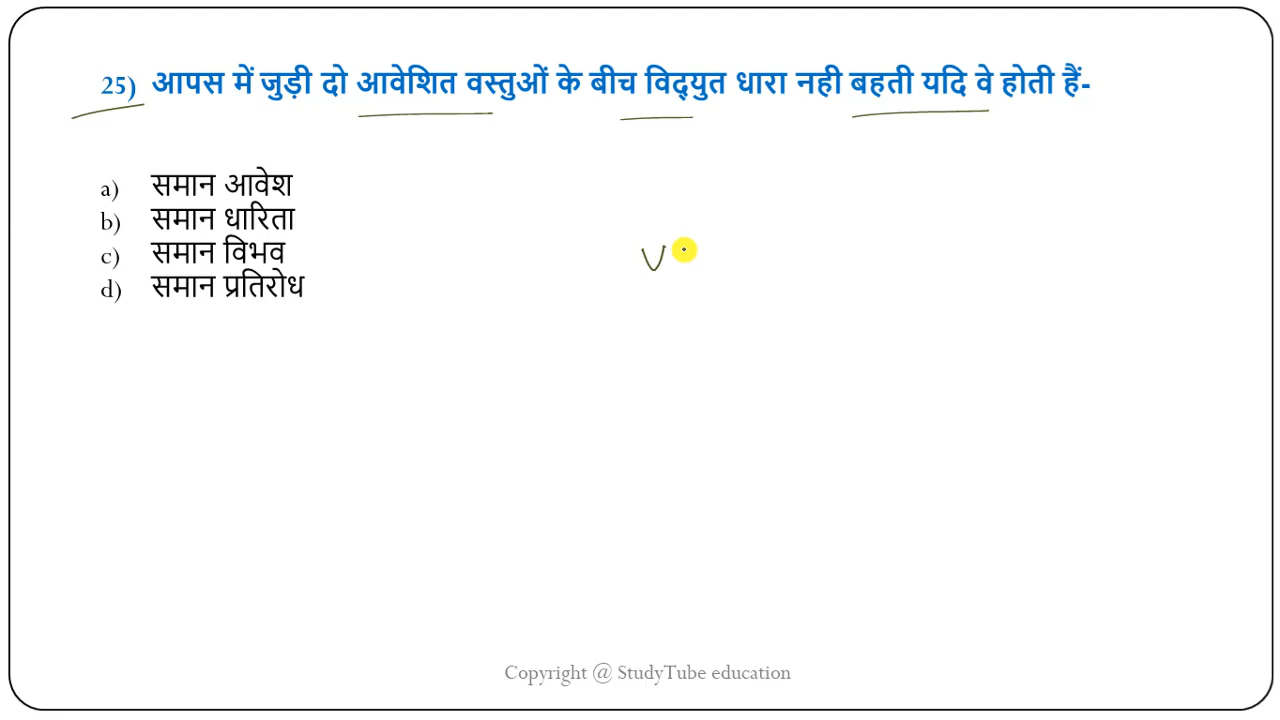 25) आपस में जुड़ी दो आवेशित वस्तुओं के बीच विद्युत धारा नही बहती यदि वे होती हैं-
a) समान आवेश
b) समान धारिता
c) समान विभव
d) समान प्रतिरोध
V
Copyright @ StudyTube education